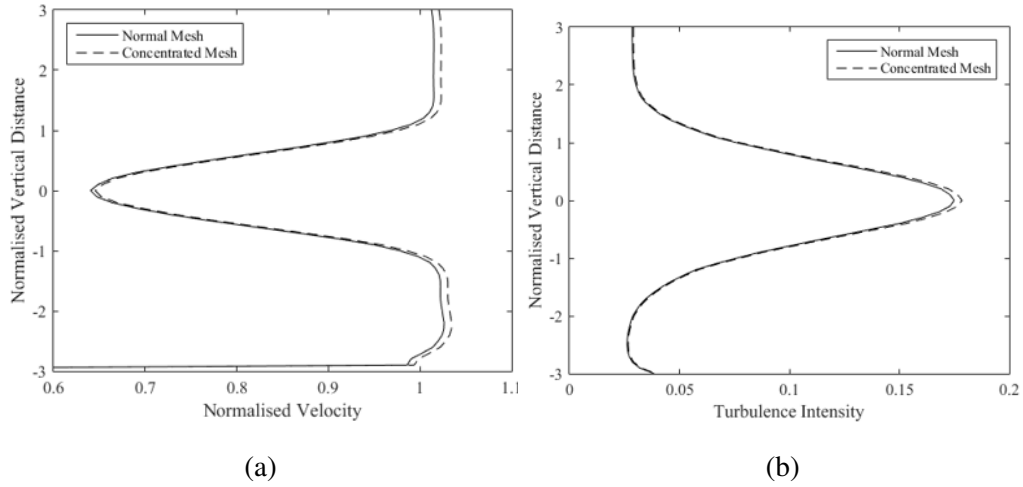 3
2
1
0
-1
-2
-3
Normalised Vertical Distance
Normal Mesh
Concentrated Mesh
0.6
0.7
0.8
0.9
1
1.1
Normalised Velocity
(a)
3
2
1
0
-1
-2
-3
Normalised Vertical Distance
Normal Mesh
Concentrated Mesh
0
0.05
0.1
0.15
0.2
Turbulence Intensity
(b)